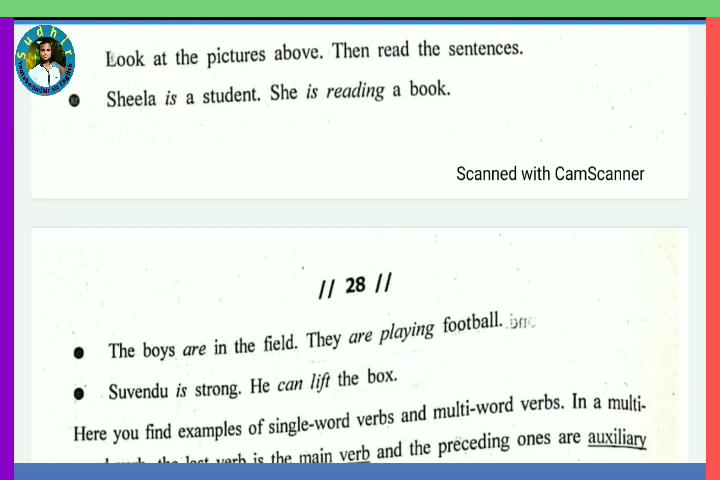 Sudhir
Look at the pictures above. Then read the sentences.
Sheela is a student. She is reading a book.
Scanned with CamScanner
// 28 //
The boys are in the field. They are playing football.
Suvendu is strong. He can lift the box.
Here you find examples of single-word verbs and multi-word verbs. In a multi-
verb, the last verb is the main verb and the preceding ones are auxiliary